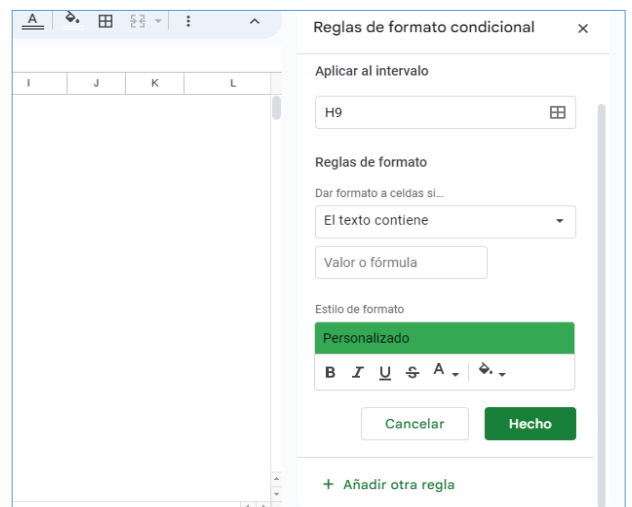 Reglas de formato condicional
I J K L
Aplicar al intervalo
H9
Reglas de formato
Dar formato a celdas si…
El texto contiene
Valor o fórmula
Estilo de formato
Personalizado
B I U S A
Cancelar Hecho
+ Añadir otra regla